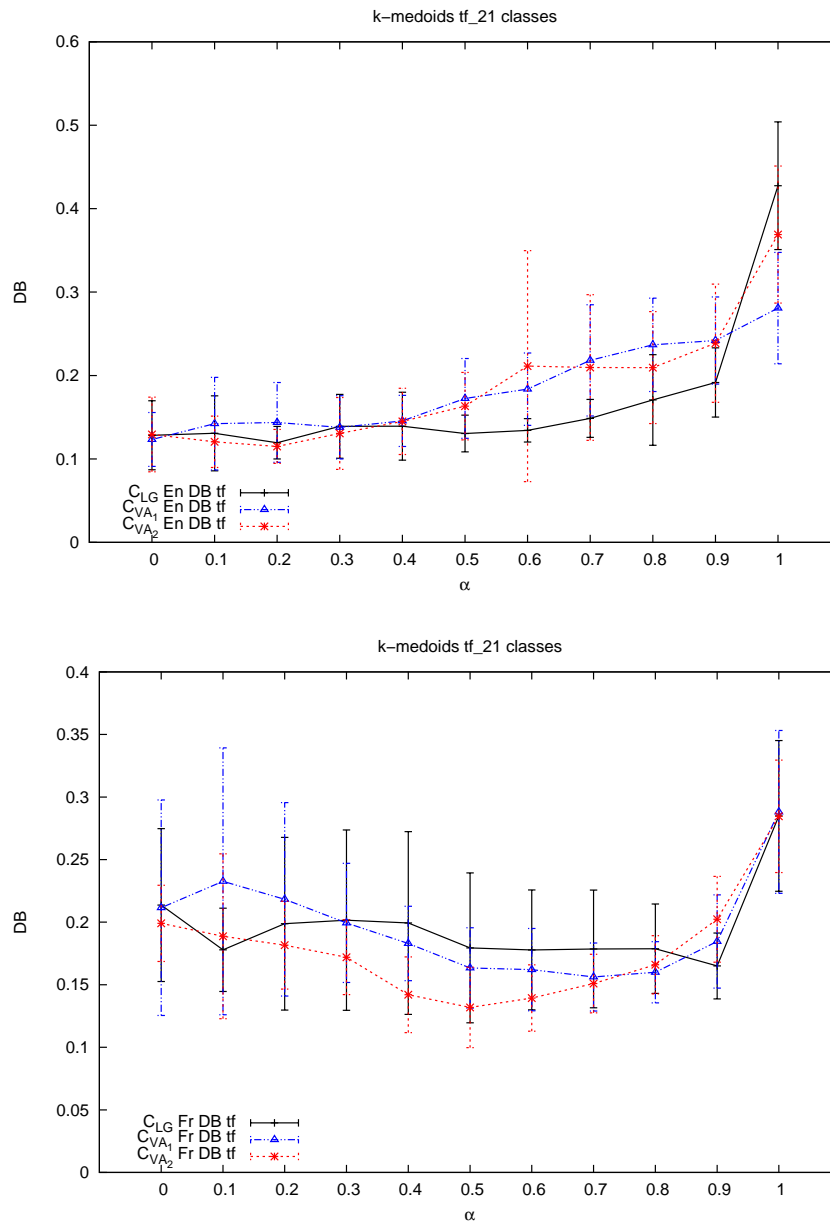 k−medoids tf_21 classes
0.6
0.5
0.4
0.3
0.2
0.1
0
DB
C_LG En DB tf
C_VA1 En DB tf
C_VA2 En DB tf
0 0.1 0.2 0.3 0.4 0.5 0.6 0.7 0.8 0.9 1
α
k−medoids tf_21 classes
0.4
0.35
0.3
0.25
0.2
0.15
0.1
0.05
0
DB
C_LG Fr DB tf
C_VA1 Fr DB tf
C_VA2 Fr DB tf
0 0.1 0.2 0.3 0.4 0.5 0.6 0.7 0.8 0.9 1
α